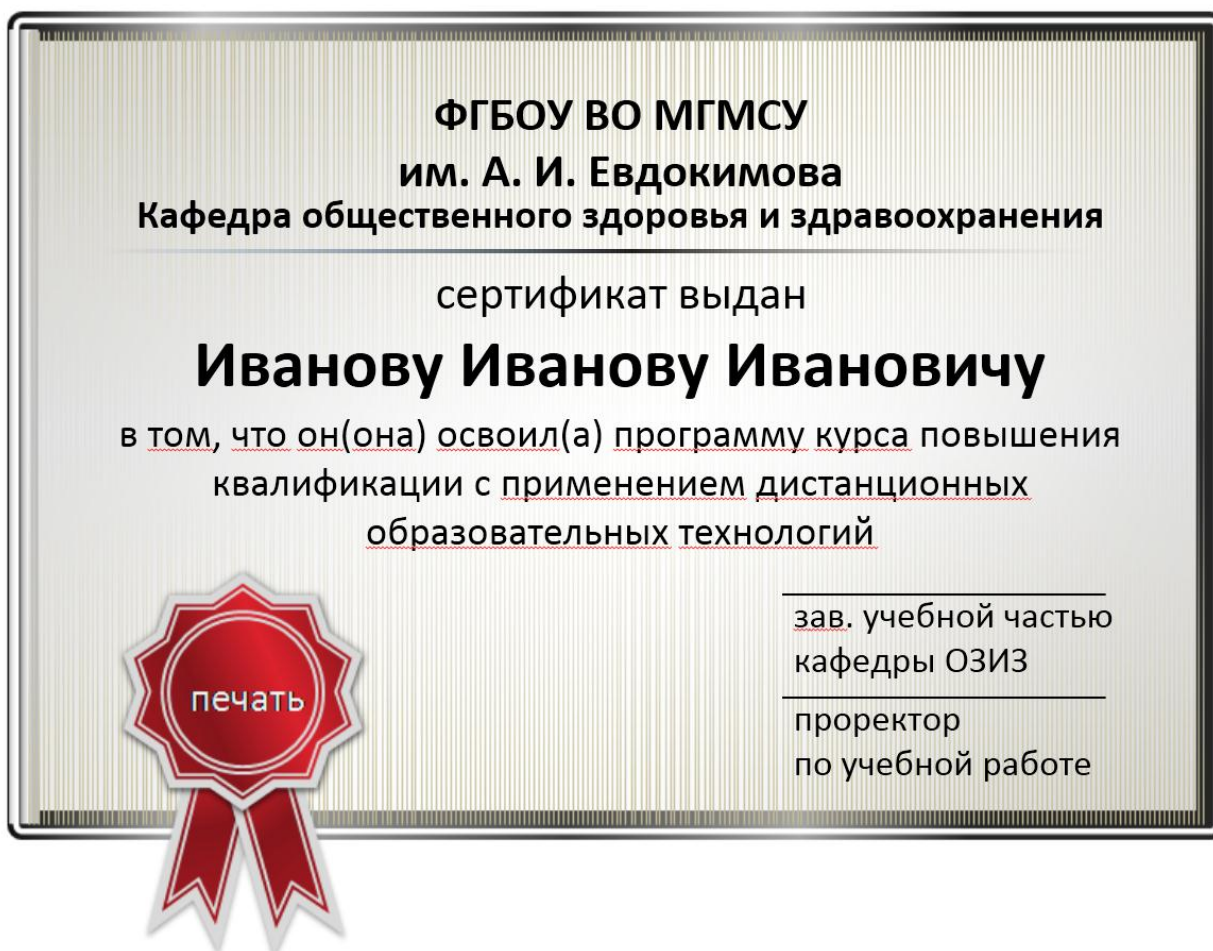 ФГБОУ ВО МГМСУ
им. А. И. Евдокимова
Кафедра общественного здоровья и здравоохранения
сертификат выдан
Иванову Иванову Ивановичу
в том, что он(она) освоил(а) программу курса повышения
квалификации с применением дистанционных
образовательных технологий
зав. учебной частью
кафедры ОЗИЗ
проректор
по учебной работе
печать